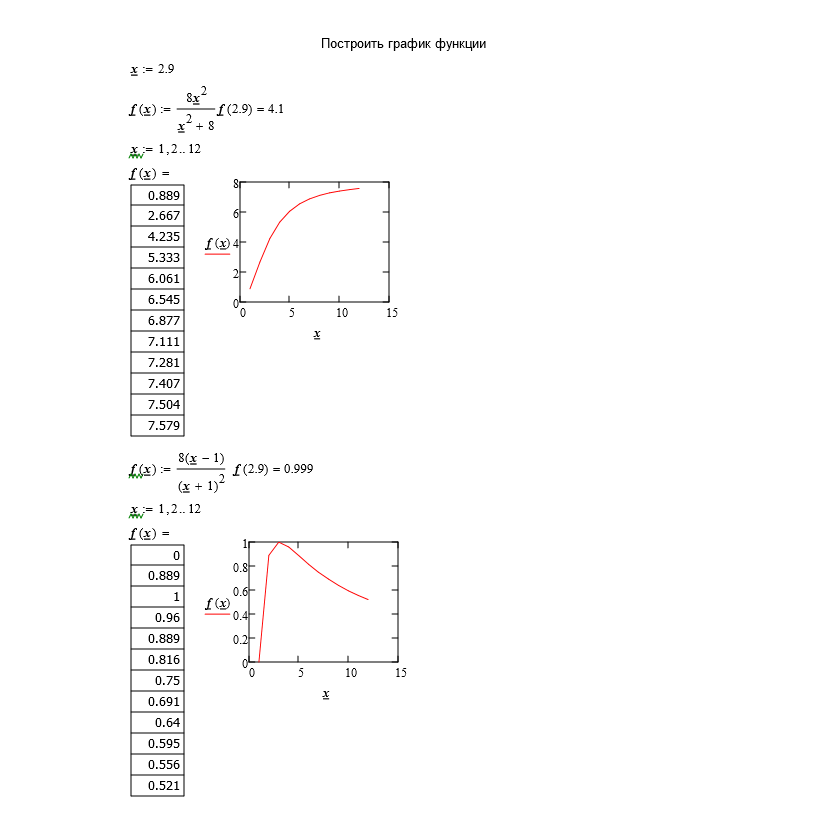 Построить график функции
x := 2.9
f(x) := 8x^2 / (x^2 + 8) f(2.9) = 4.1
x := 1,2..12
f(x) =
0.889
2.667
4.235
5.333
6.061
6.545
6.877
7.111
7.281
7.407
7.504
7.579
8
6
4
2
0
f(x)
0 5 10 15
x
f(x) := 8(x − 1) / (x + 1)^2 f(2.9) = 0.999
x := 1,2..12
f(x) =
0
0.889
1
0.96
0.889
0.816
0.75
0.691
0.64
0.595
0.556
0.521
1
0.8
0.6
0.4
0.2
0
f(x)
0 5 10 15
x